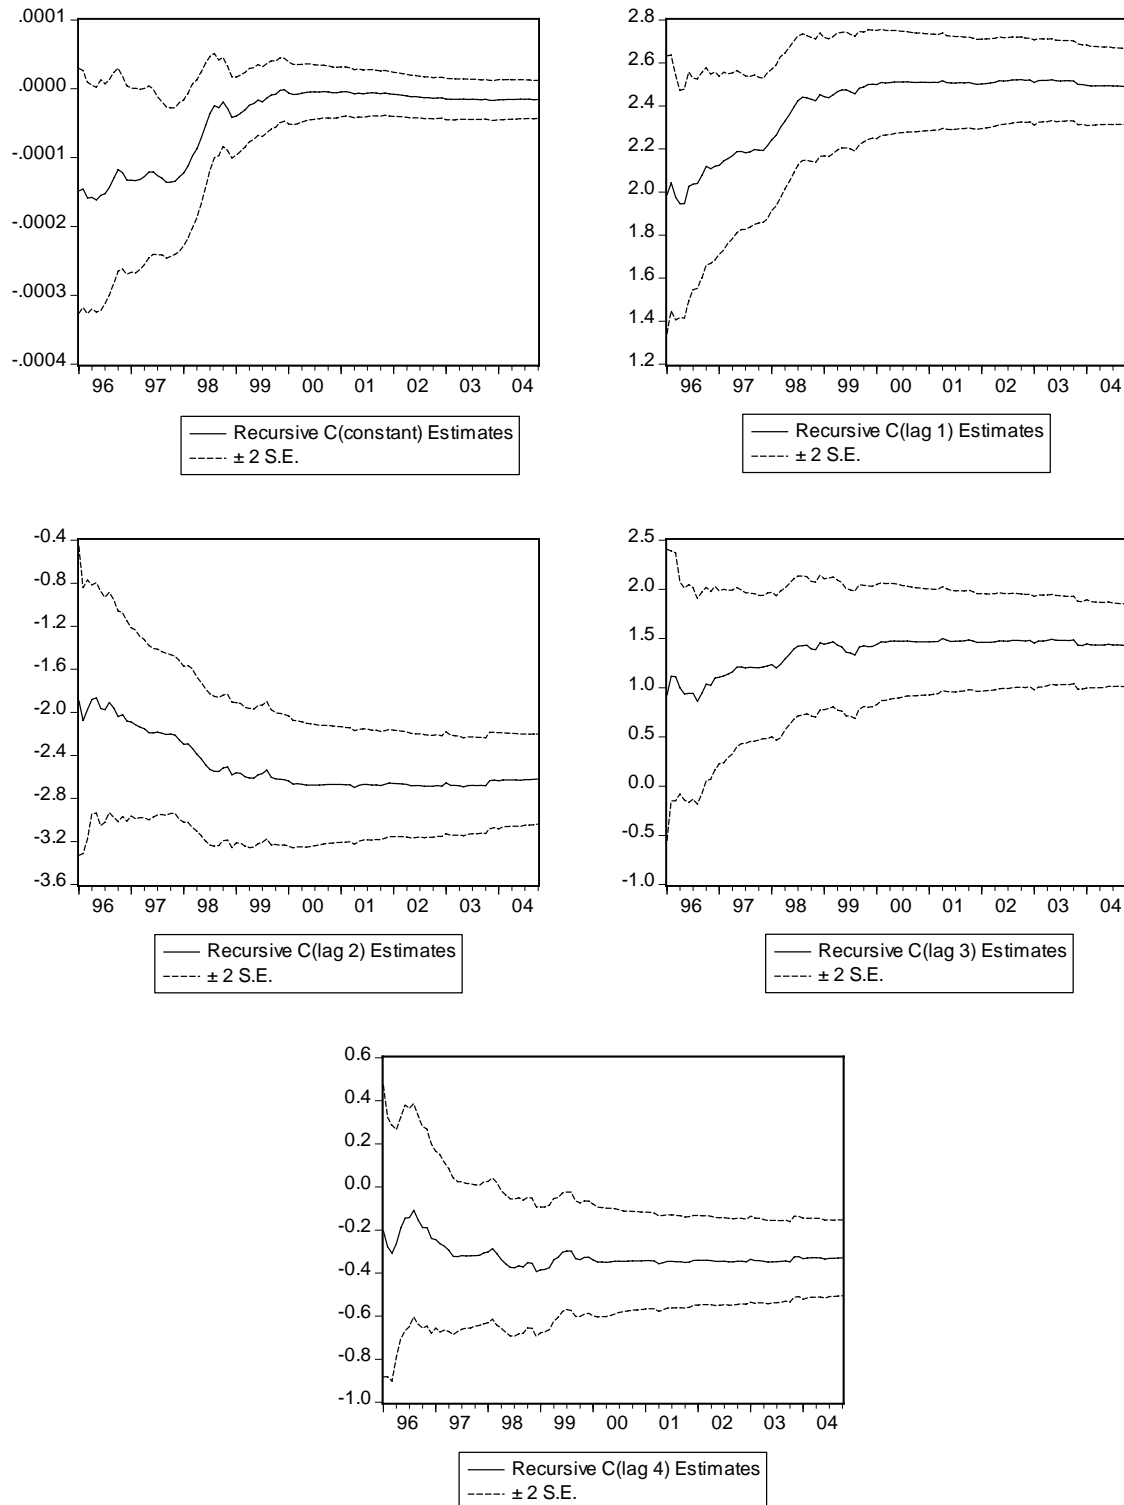 .0001
.0000
-.0001
-.0002
-.0003
-.0004
96 97 98 99 00 01 02 03 04
Recursive C(constant) Estimates
± 2 S.E.
2.8
2.6
2.4
2.2
2.0
1.8
1.6
1.4
1.2
96 97 98 99 00 01 02 03 04
Recursive C(lag 1) Estimates
± 2 S.E.
-0.4
-0.8
-1.2
-1.6
-2.0
-2.4
-2.8
-3.2
-3.6
96 97 98 99 00 01 02 03 04
Recursive C(lag 2) Estimates
± 2 S.E.
2.5
2.0
1.5
1.0
0.5
0.0
-0.5
-1.0
96 97 98 99 00 01 02 03 04
Recursive C(lag 3) Estimates
± 2 S.E.
0.6
0.4
0.2
0.0
-0.2
-0.4
-0.6
-0.8
-1.0
96 97 98 99 00 01 02 03 04
Recursive C(lag 4) Estimates
± 2 S.E.